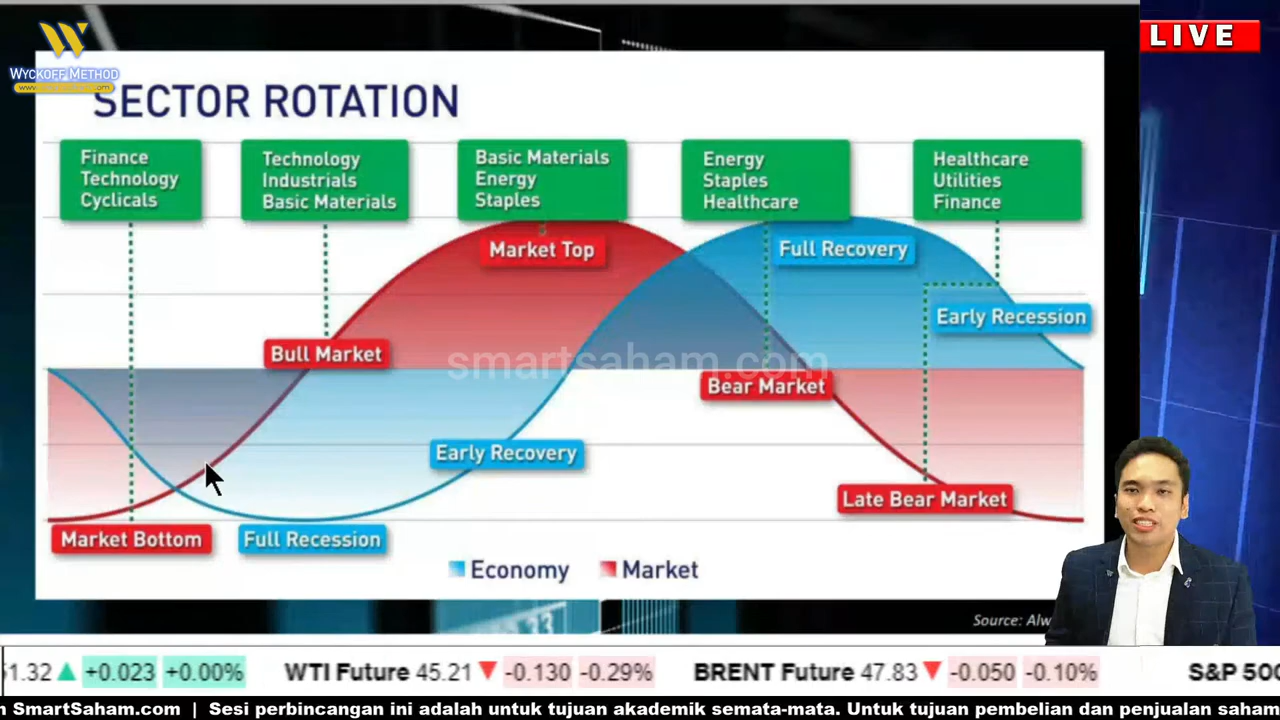 WYCKOFF METHOD
LIVE
SECTOR ROTATION
Finance
Technology
Cyclicals
Technology
Industrials
Basic Materials
Basic Materials
Energy
Staples
Energy
Staples
Healthcare
Healthcare
Utilities
Finance
Market Top
Full Recovery
Early Recession
Bull Market
smartsaham.com
Bear Market
Early Recovery
Late Bear Market
Market Bottom
Full Recession
Economy
Market
Source:
51.32 +0.023 +0.00% WTI Future 45.21 -0.130 -0.29% BRENT Future 47.83 -0.050 -0.10% S&P 500
SmartSaham.com | Sesi perbincangan ini adalah untuk tujuan akademik semata-mata. Untuk tujuan pembelian dan penjualan saham